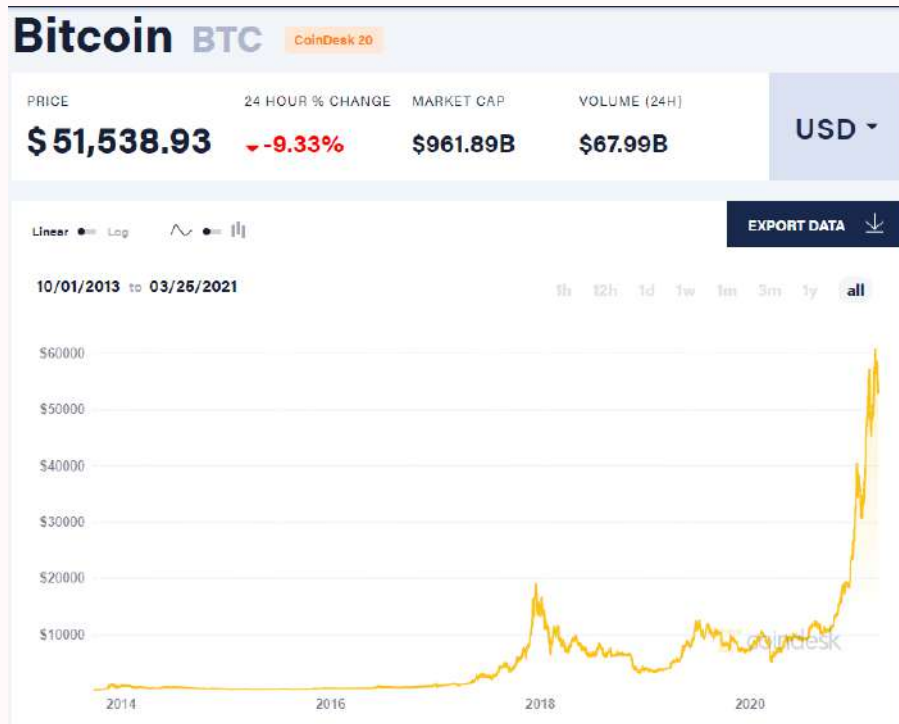 Bitcoin BTC CoinDesk 20
PRICE 24 HOUR % CHANGE MARKET CAP VOLUME (24H)
$51,538.93 -9.33% $961.89B $67.99B USD
Linear Log EXPORT DATA
10/01/2013 to 03/25/2021 1h 12h 1d 1w 1m 3m 1y all
$60000
$50000
$40000
$30000
$20000
$10000
coindesk
2014 2016 2018 2020